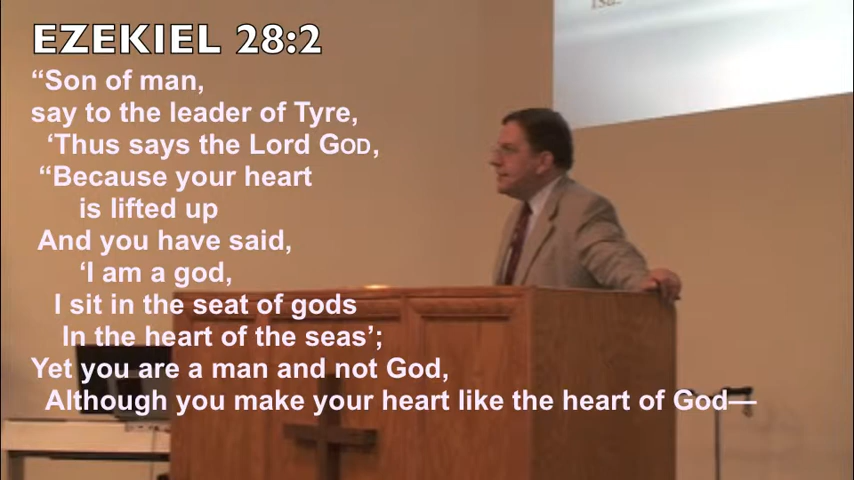 EZEKIEL 28:2
“Son of man,
say to the leader of Tyre,
‘Thus says the Lord GOD,
“Because your heart
is lifted up
And you have said,
‘I am a god,
I sit in the seat of gods
In the heart of the seas’;
Yet you are a man and not God,
Although you make your heart like the heart of God—